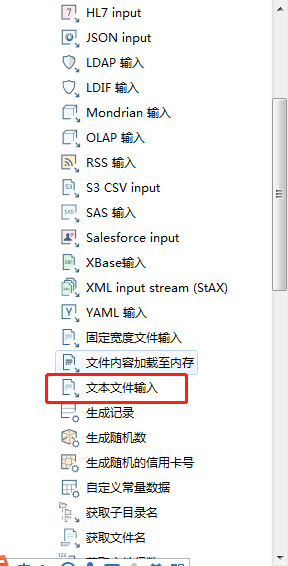 HL7 input
JSON input
LDAP 输入
LDIF 输入
Mondrian 输入
OLAP 输入
RSS 输入
S3 CSV input
SAS 输入
Salesforce input
XBase输入
XML input stream (StAX)
YAML 输入
固定宽度文件输入
文件内容加载至内存
文本文件输入
生成记录
生成随机数
生成随机的信用卡号
自定义常量数据
获取子目录名
获取文件名